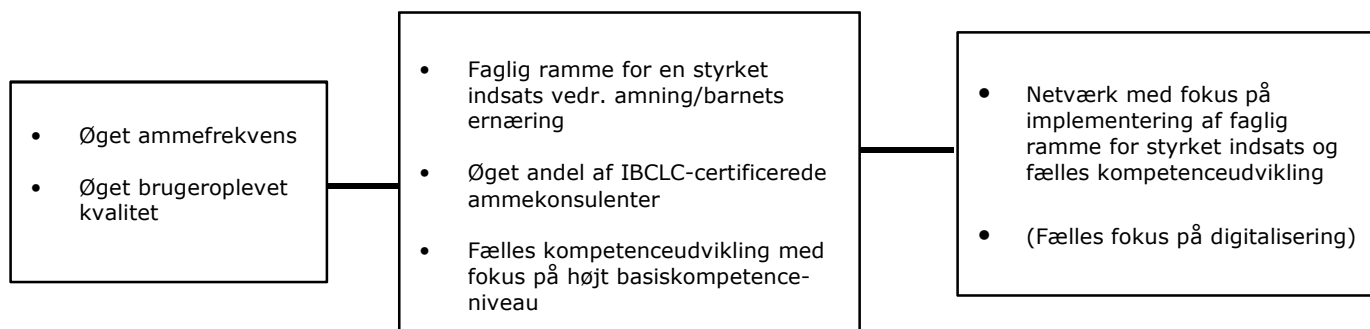 • Øget ammefrekvens
• Øget brugeroplevet
kvalitet
• Faglig ramme for en styrket
indsats vedr. amning/barnets
ernæring
• Øget andel af IBCLC-certificerede
ammekonsulenter
• Fælles kompetenceudvikling med
fokus på højt basiskompetence-
niveau
• Netværk med fokus på
implementering af faglig
ramme for styrket indsats og
fælles kompetenceudvikling
• (Fælles fokus på digitalisering)